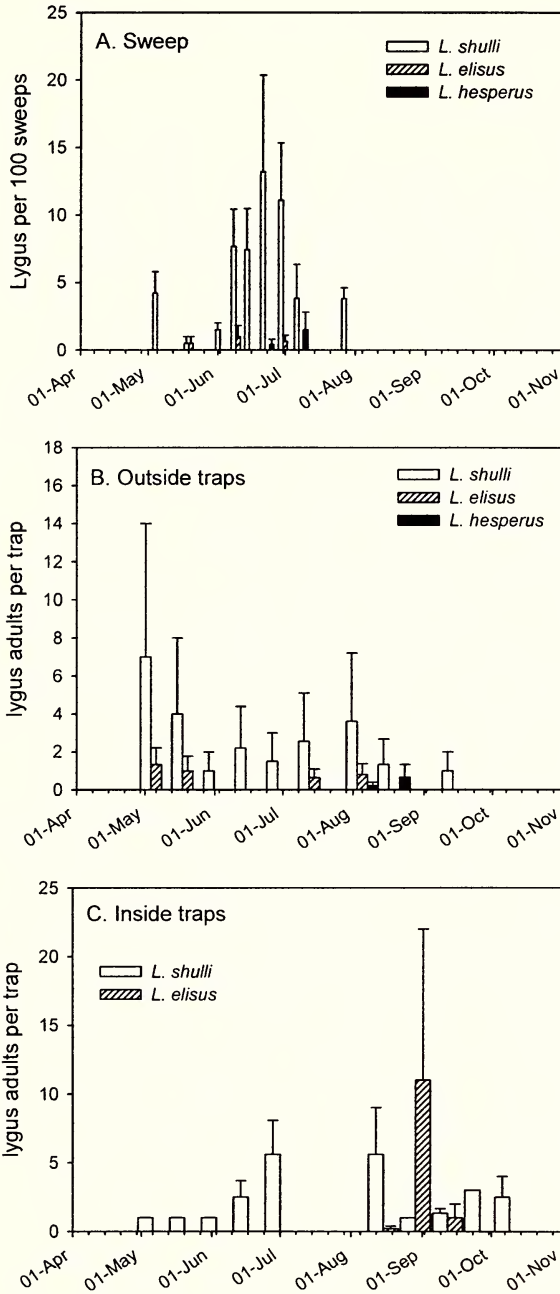 A. Sweep
L. shulli
L. elisus
L. hesperus
Lygus per 100 sweeps
25
20
15
10
5
0
01-Apr
01-May
01-Jun
01-Jul
01-Aug
01-Sep
01-Oct
01-Nov
B. Outside traps
L. shulli
L. elisus
L. hesperus
lygus adults per trap
18
16
14
12
10
8
6
4
2
0
01-Apr
01-May
01-Jun
01-Jul
01-Aug
01-Sep
01-Oct
01-Nov
C. Inside traps
L. shulli
L. elisus
lygus adults per trap
25
20
15
10
5
0
01-Apr
01-May
01-Jun
01-Jul
01-Aug
01-Sep
01-Oct
01-Nov